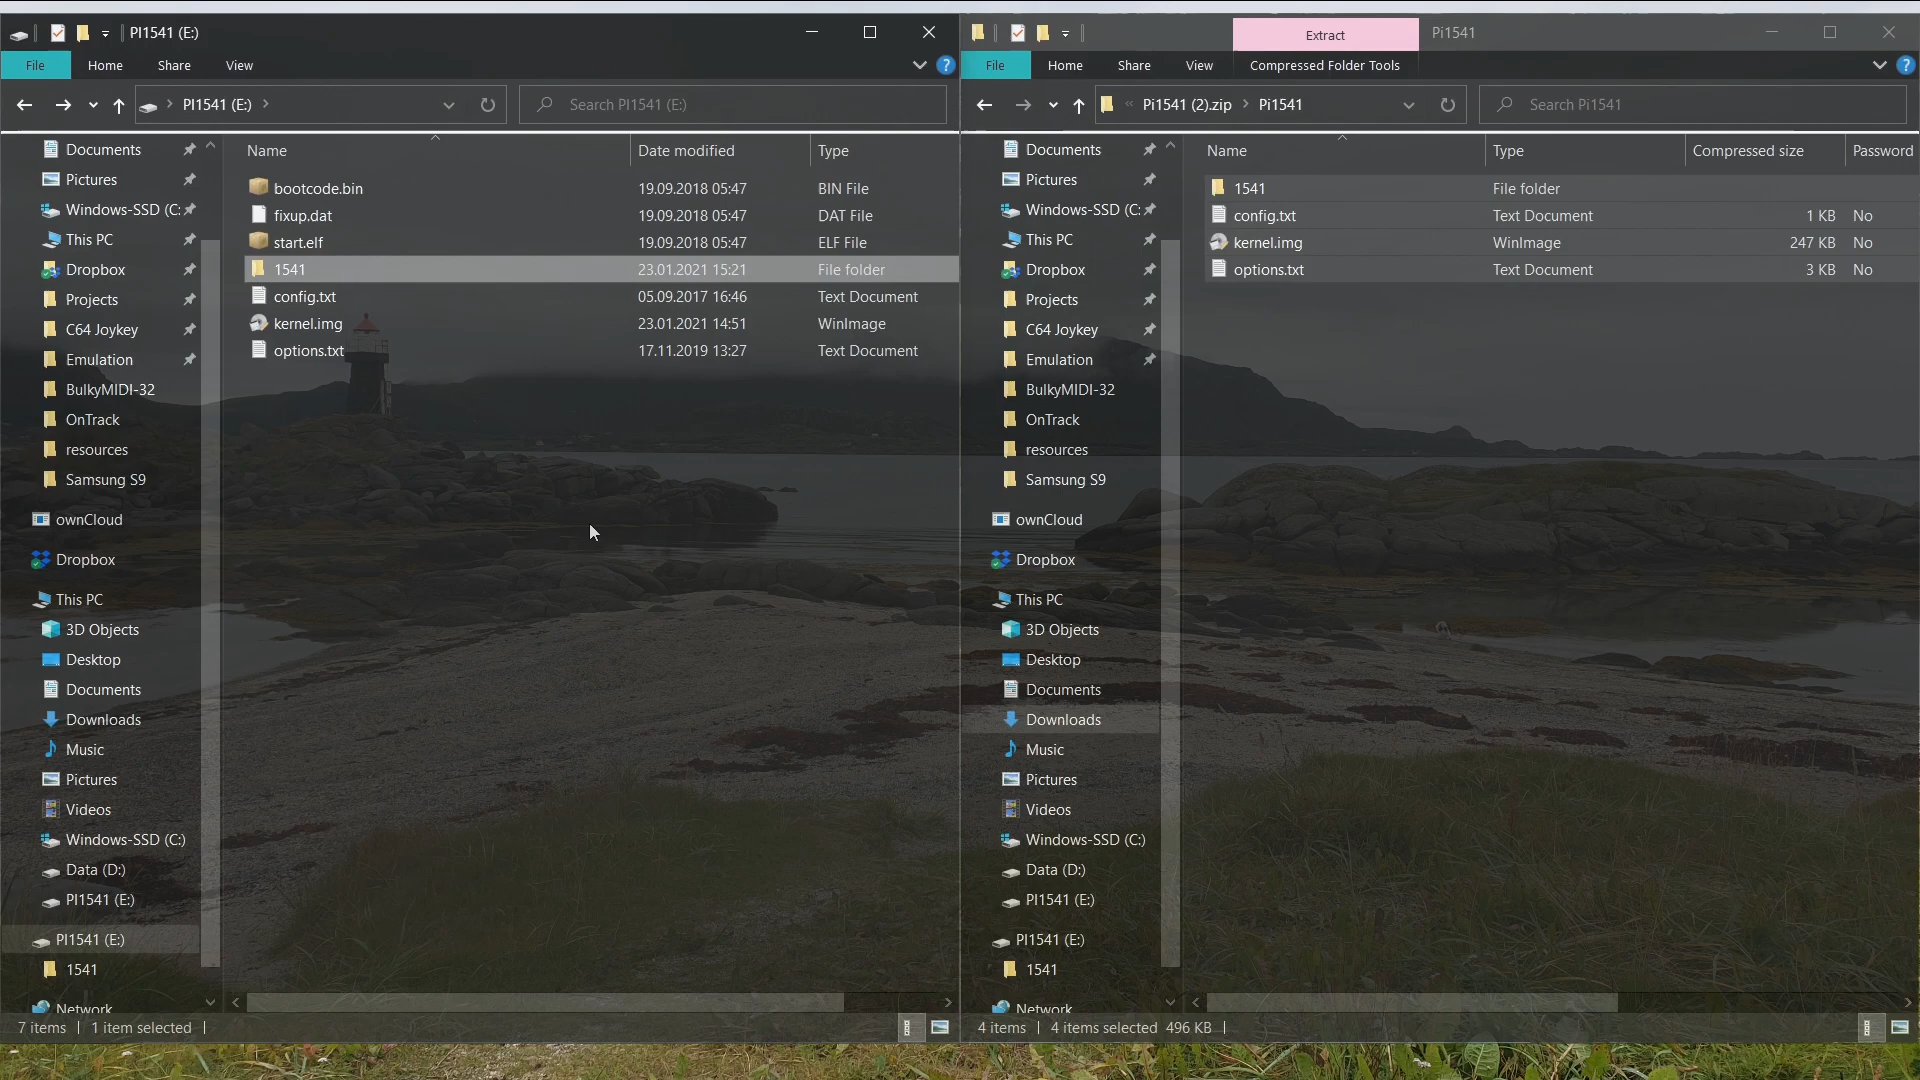 PI1541 (E:)
File Home Share View
PI1541 (E:) Search PI1541 (E:)
Documents
Pictures
Windows-SSD (C:
This PC
Dropbox
Projects
C64 Joykey
Emulation
BulkyMIDI-32
OnTrack
resources
Samsung S9
ownCloud
Dropbox
This PC
3D Objects
Desktop
Documents
Downloads
Music
Pictures
Videos
Windows-SSD (C:)
Data (D:)
PI1541 (E:)
PI1541 (E:)
1541
Network
Name Date modified Type
bootcode.bin 19.09.2018 05:47 BIN File
fixup.dat 19.09.2018 05:47 DAT File
start.elf 19.09.2018 05:47 ELF File
1541 23.01.2021 15:21 File folder
config.txt 05.09.2017 16:46 Text Document
kernel.img 23.01.2021 14:51 WinImage
options.txt 17.11.2019 13:27 Text Document
7 items 1 item selected
Extract Pi1541
File Home Share View Compressed Folder Tools
Pi1541 (2).zip Pi1541 Search Pi1541
Documents
Pictures
Windows-SSD (C:
This PC
Dropbox
Projects
C64 Joykey
Emulation
BulkyMIDI-32
OnTrack
resources
Samsung S9
ownCloud
Dropbox
This PC
3D Objects
Desktop
Documents
Downloads
Music
Pictures
Videos
Windows-SSD (C:)
Data (D:)
PI1541 (E:)
PI1541 (E:)
1541
Network
Name Type Compressed size Password
1541 File folder
config.txt Text Document 1 KB No
kernel.img WinImage 247 KB No
options.txt Text Document 3 KB No
4 items 4 items selected 496 KB